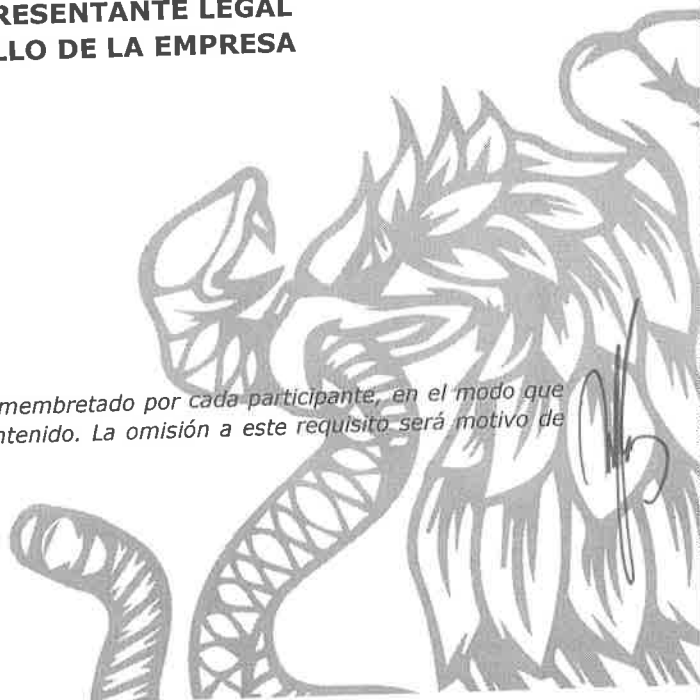 RESENTANTE LEGAL
LLO DE LA EMPRESA
membretado por cada participante, en el modo que
ntenido. La omisión a este requisito será motivo de